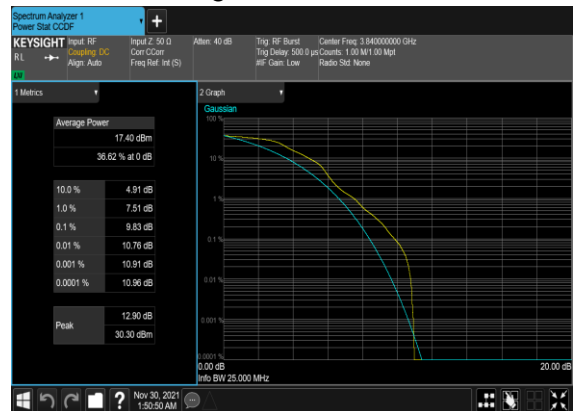 Spectrum Analyzer 1
Power Stat CCDF
+
KEYSIGHT Input: RF Input Z: 50 Ω Atten: 40 dB Trig: RF Burst Center Freq: 3.840000000 GHz
RL Coupling: DC Corr CCorr Trig Delay: 500.0 µs Counts: 1.00 M/1.00 Mpt
Align: Auto Freq Ref: Int (S) #IF Gain: Low Radio Std: None
1 Metrics
2 Graph
Average Power
17.40 dBm
36.62 % at 0 dB
10.0 % 4.91 dB
1.0 % 7.51 dB
0.1 % 9.83 dB
0.01 % 10.76 dB
0.001 % 10.91 dB
0.0001 % 10.96 dB
Peak 12.90 dB
30.30 dBm
Gaussian
100 %
10 %
1 %
0.1 %
0.01 %
0.001 %
0.0001 %
0.00 dB 20.00 dB
Info BW 25.000 MHz
? Nov 30, 2021
1:50:50 AM